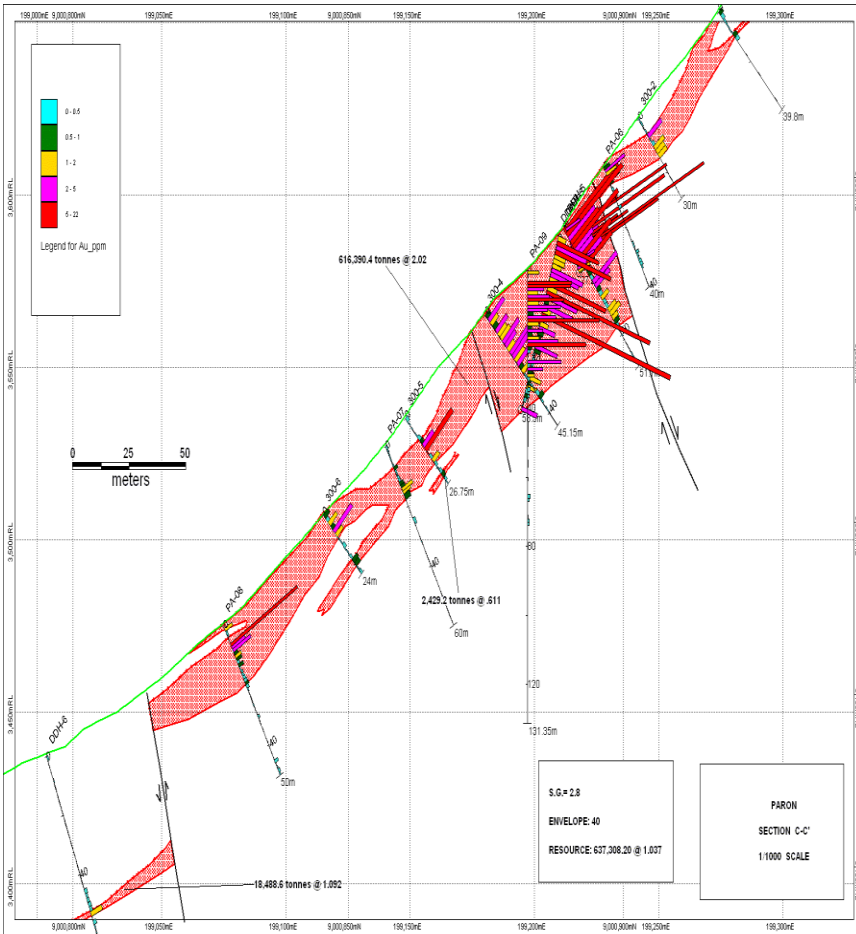 199,000mE
9,000,800mN
199,050mE
199,100mE
9,000,850mN
199,150mE
199,200mE
9,000,900mN
199,250mE
199,300mE
0 - 0.5
0.5 - 1
1 - 2
2 - 5
5 - 22
Legend for Au_ppm
39.8m
300-2
0
PA-06
30m
3,600mRL
616,390.4 tonnes @ 2.02
PA-09
40
40m
300-4
3,550mRL
40
45.15m
300-5
0
PA-07
0
0 25 50
meters
26.75m
300-6
3,500mRL
80
40
24m
2,429.2 tonnes @ .611
60m
PA-08
120
131.35m
3,450mRL
DDH-6
0
40
50m
S.G.= 2.8
ENVELOPE: 40
RESOURCE: 637,308.20 @ 1.037
PARON
SECTION C-C'
1/1000 SCALE
40
18,488.6 tonnes @ 1.092
3,400mRL
9,000,800mN
199,050mE
199,100mE
9,000,850mN
199,150mE
199,200mE
9,000,900mN
199,250mE
199,300mE